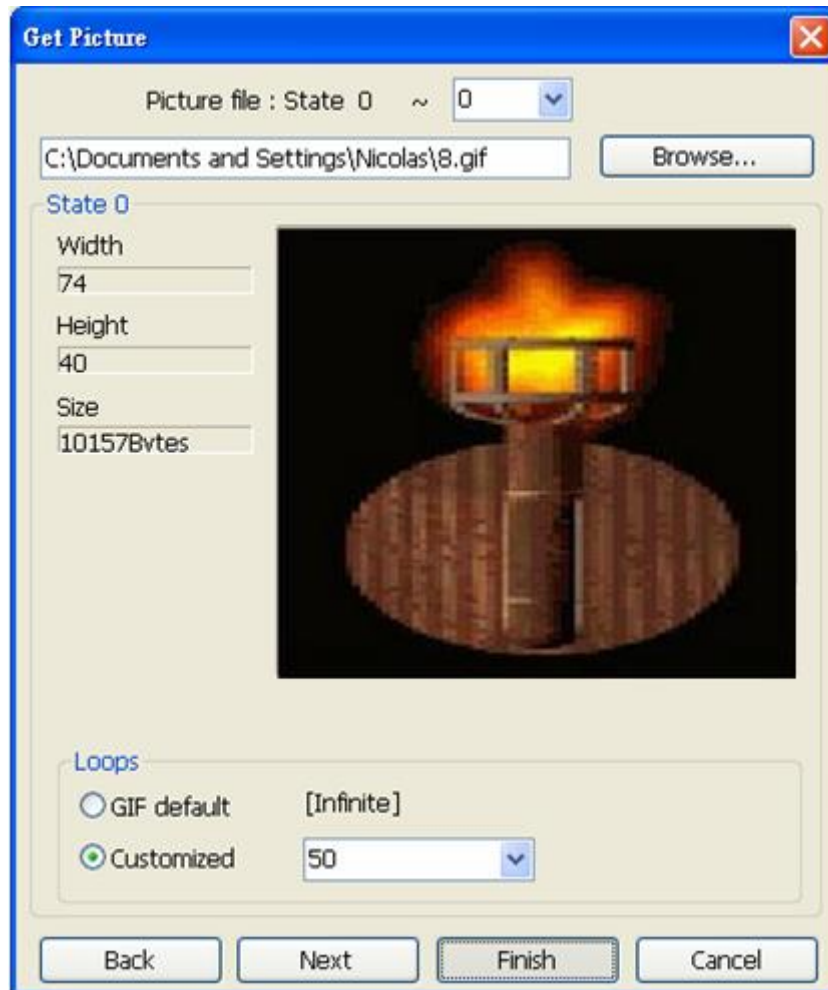 Get Picture
Picture file : State 0 ~ 0
C:\Documents and Settings\Nicolas\8.gif Browse...
State 0
Width
74
Height
40
Size
10157Bytes
Loops
GIF default [Infinite]
Customized 50
Back Next Finish Cancel